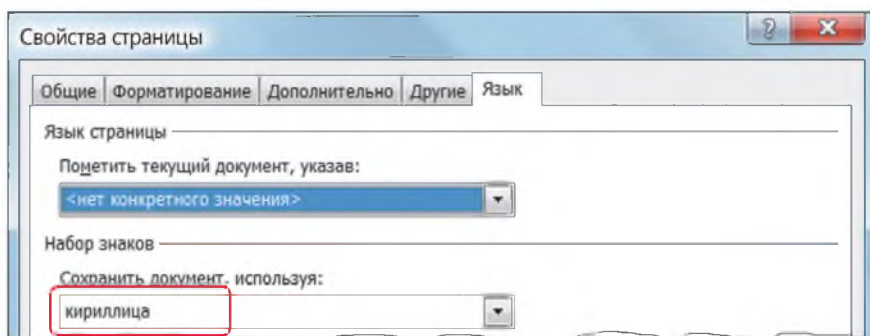 Свойства страницы
Общие Форматирование Дополнительно Другие Язык
Язык страницы
Пометить текущий документ, указав:
<нет конкретного значения>
Набор знаков
Сохранить документ, используя:
кириллица